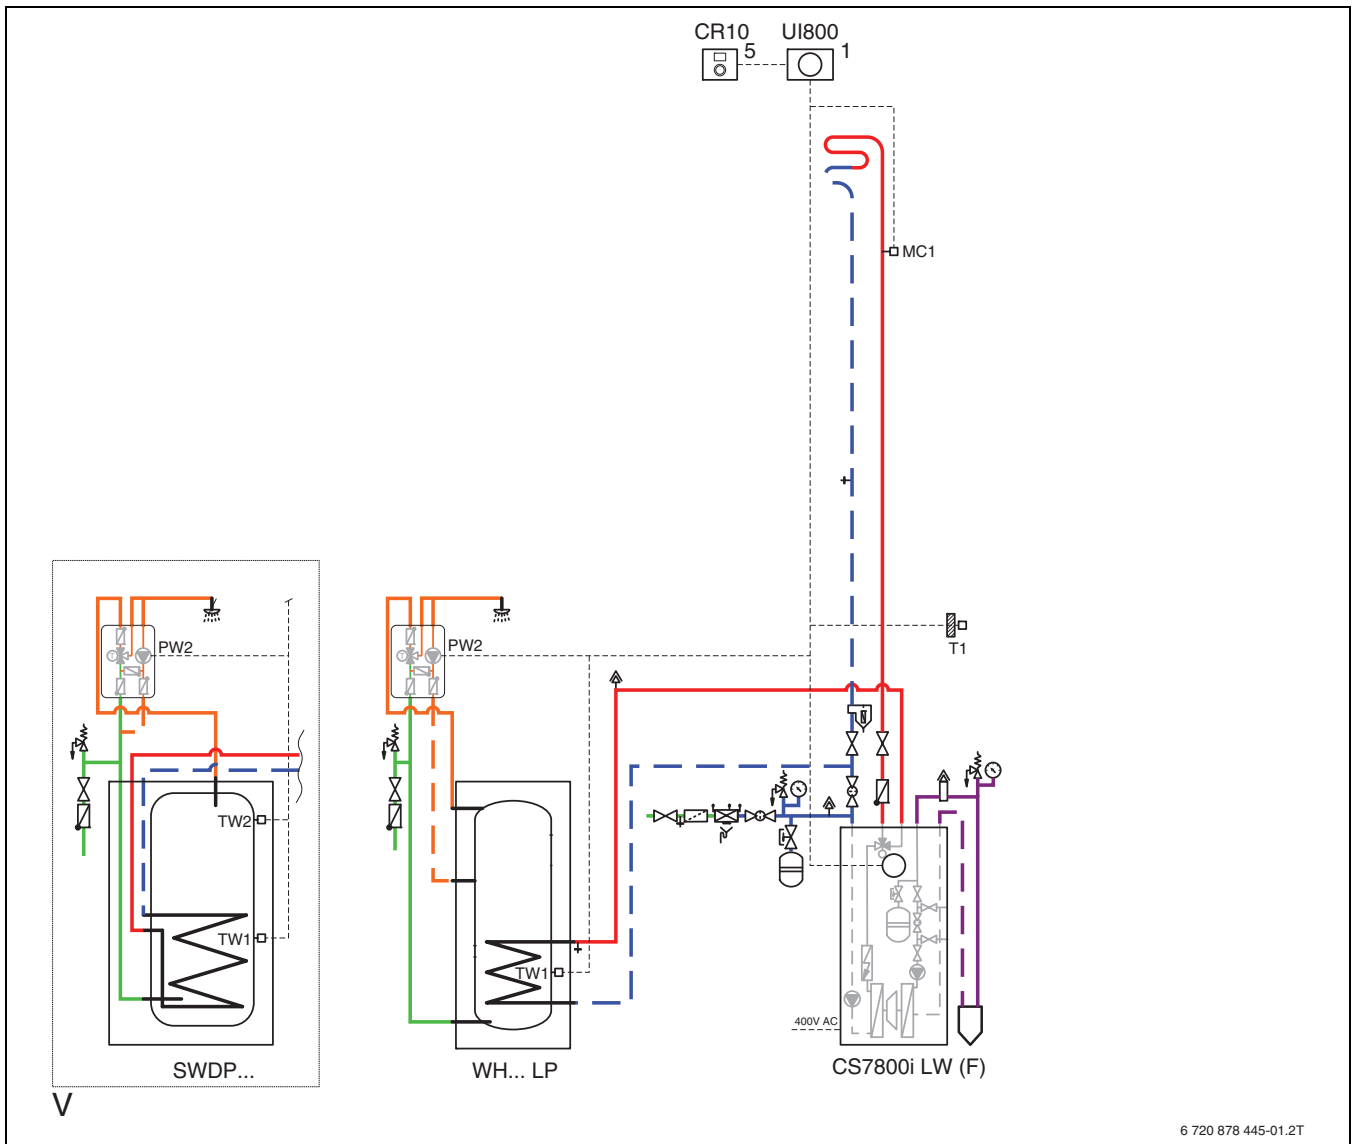 CR10 UI800
5 1
MC1
T1
PW2
PW2
TW2
TW1
TW1
T
T
400V AC
SWDP...
WH... LP
CS7800i LW (F)
V
6 720 878 445-01.2T